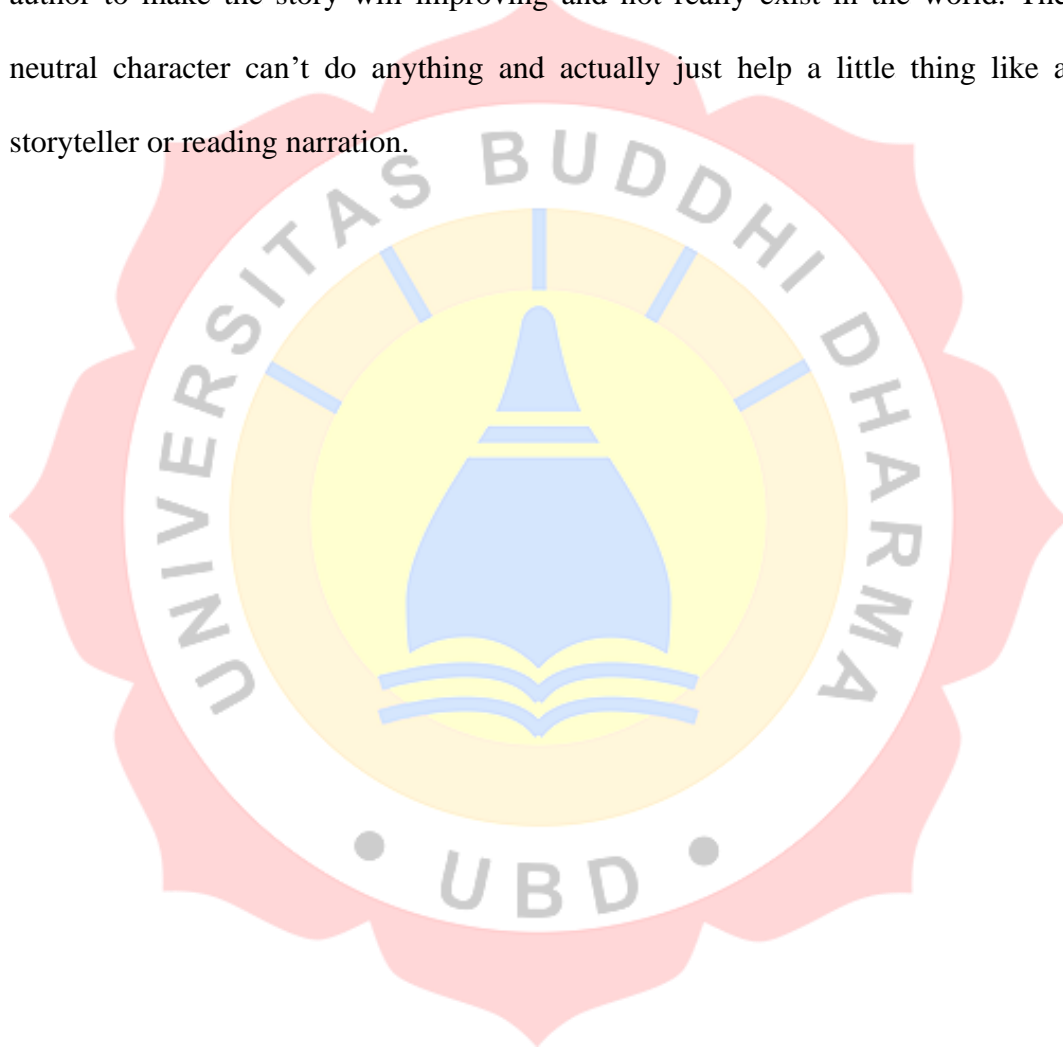 author to make the story will improving and not really exist in the world. The
neutral character can't do anything and actually just help a little thing like a
storyteller or reading narration.
UNIVERSITAS BUDDHI DHARMA
• UBD •